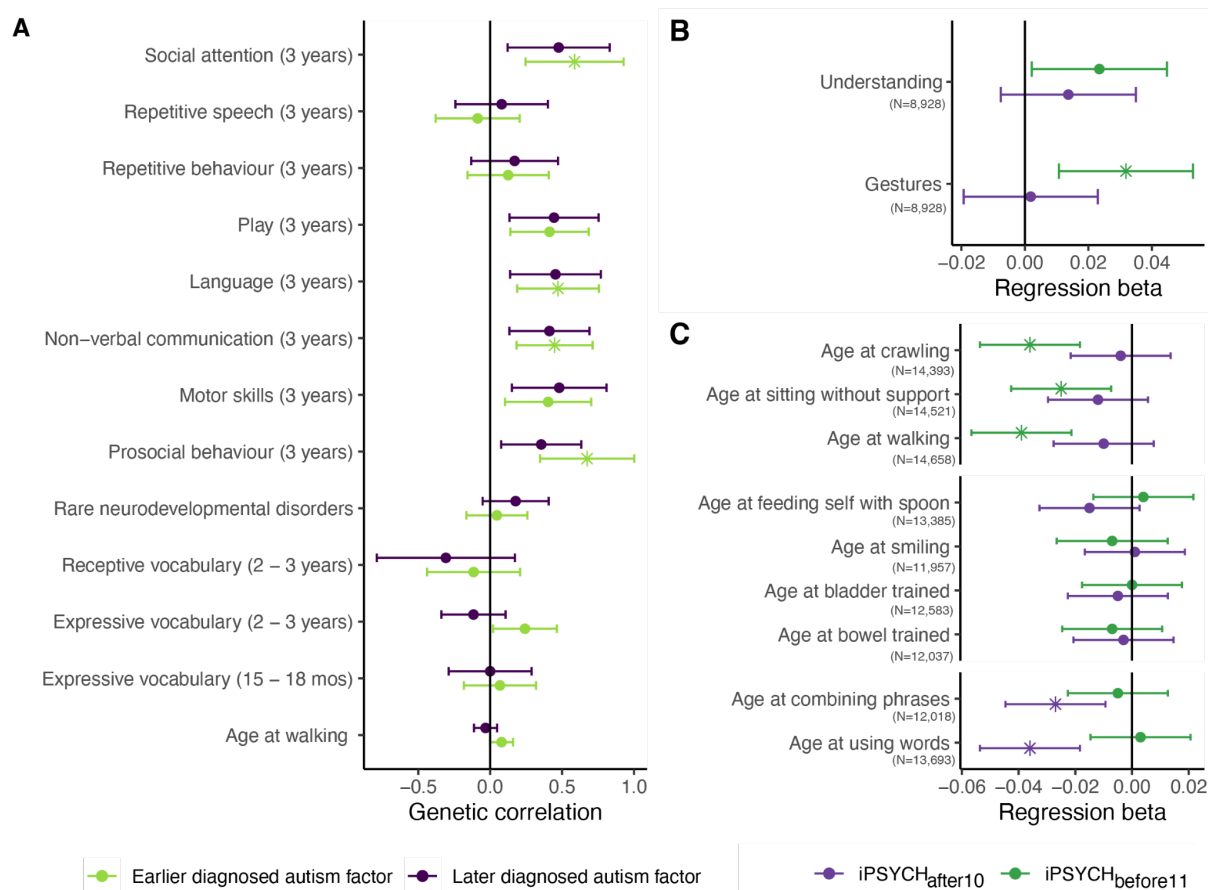 A
Social attention (3 years)
Repetitive speech (3 years)
Repetitive behaviour (3 years)
Play (3 years)
Language (3 years)
Non−verbal communication (3 years)
Motor skills (3 years)
Prosocial behaviour (3 years)
Rare neurodevelopmental disorders
Receptive vocabulary (2 − 3 years)
Expressive vocabulary (2 − 3 years)
Expressive vocabulary (15 − 18 mos)
Age at walking
−0.5 0.0 0.5 1.0
Genetic correlation
Earlier diagnosed autism factor Later diagnosed autism factor
B
Understanding
(N=8,928)
Gestures
(N=8,928)
−0.02 0.00 0.02 0.04
Regression beta
C
Age at crawling
(N=14,393)
Age at sitting without support
(N=14,521)
Age at walking
(N=14,658)
Age at feeding self with spoon
(N=13,385)
Age at smiling
(N=11,957)
Age at bladder trained
(N=12,583)
Age at bowel trained
(N=12,037)
Age at combining phrases
(N=12,018)
Age at using words
(N=13,693)
−0.06 −0.04 −0.02 0.00 0.02
Regression beta
iPSYCHafter10 iPSYCHbefore11